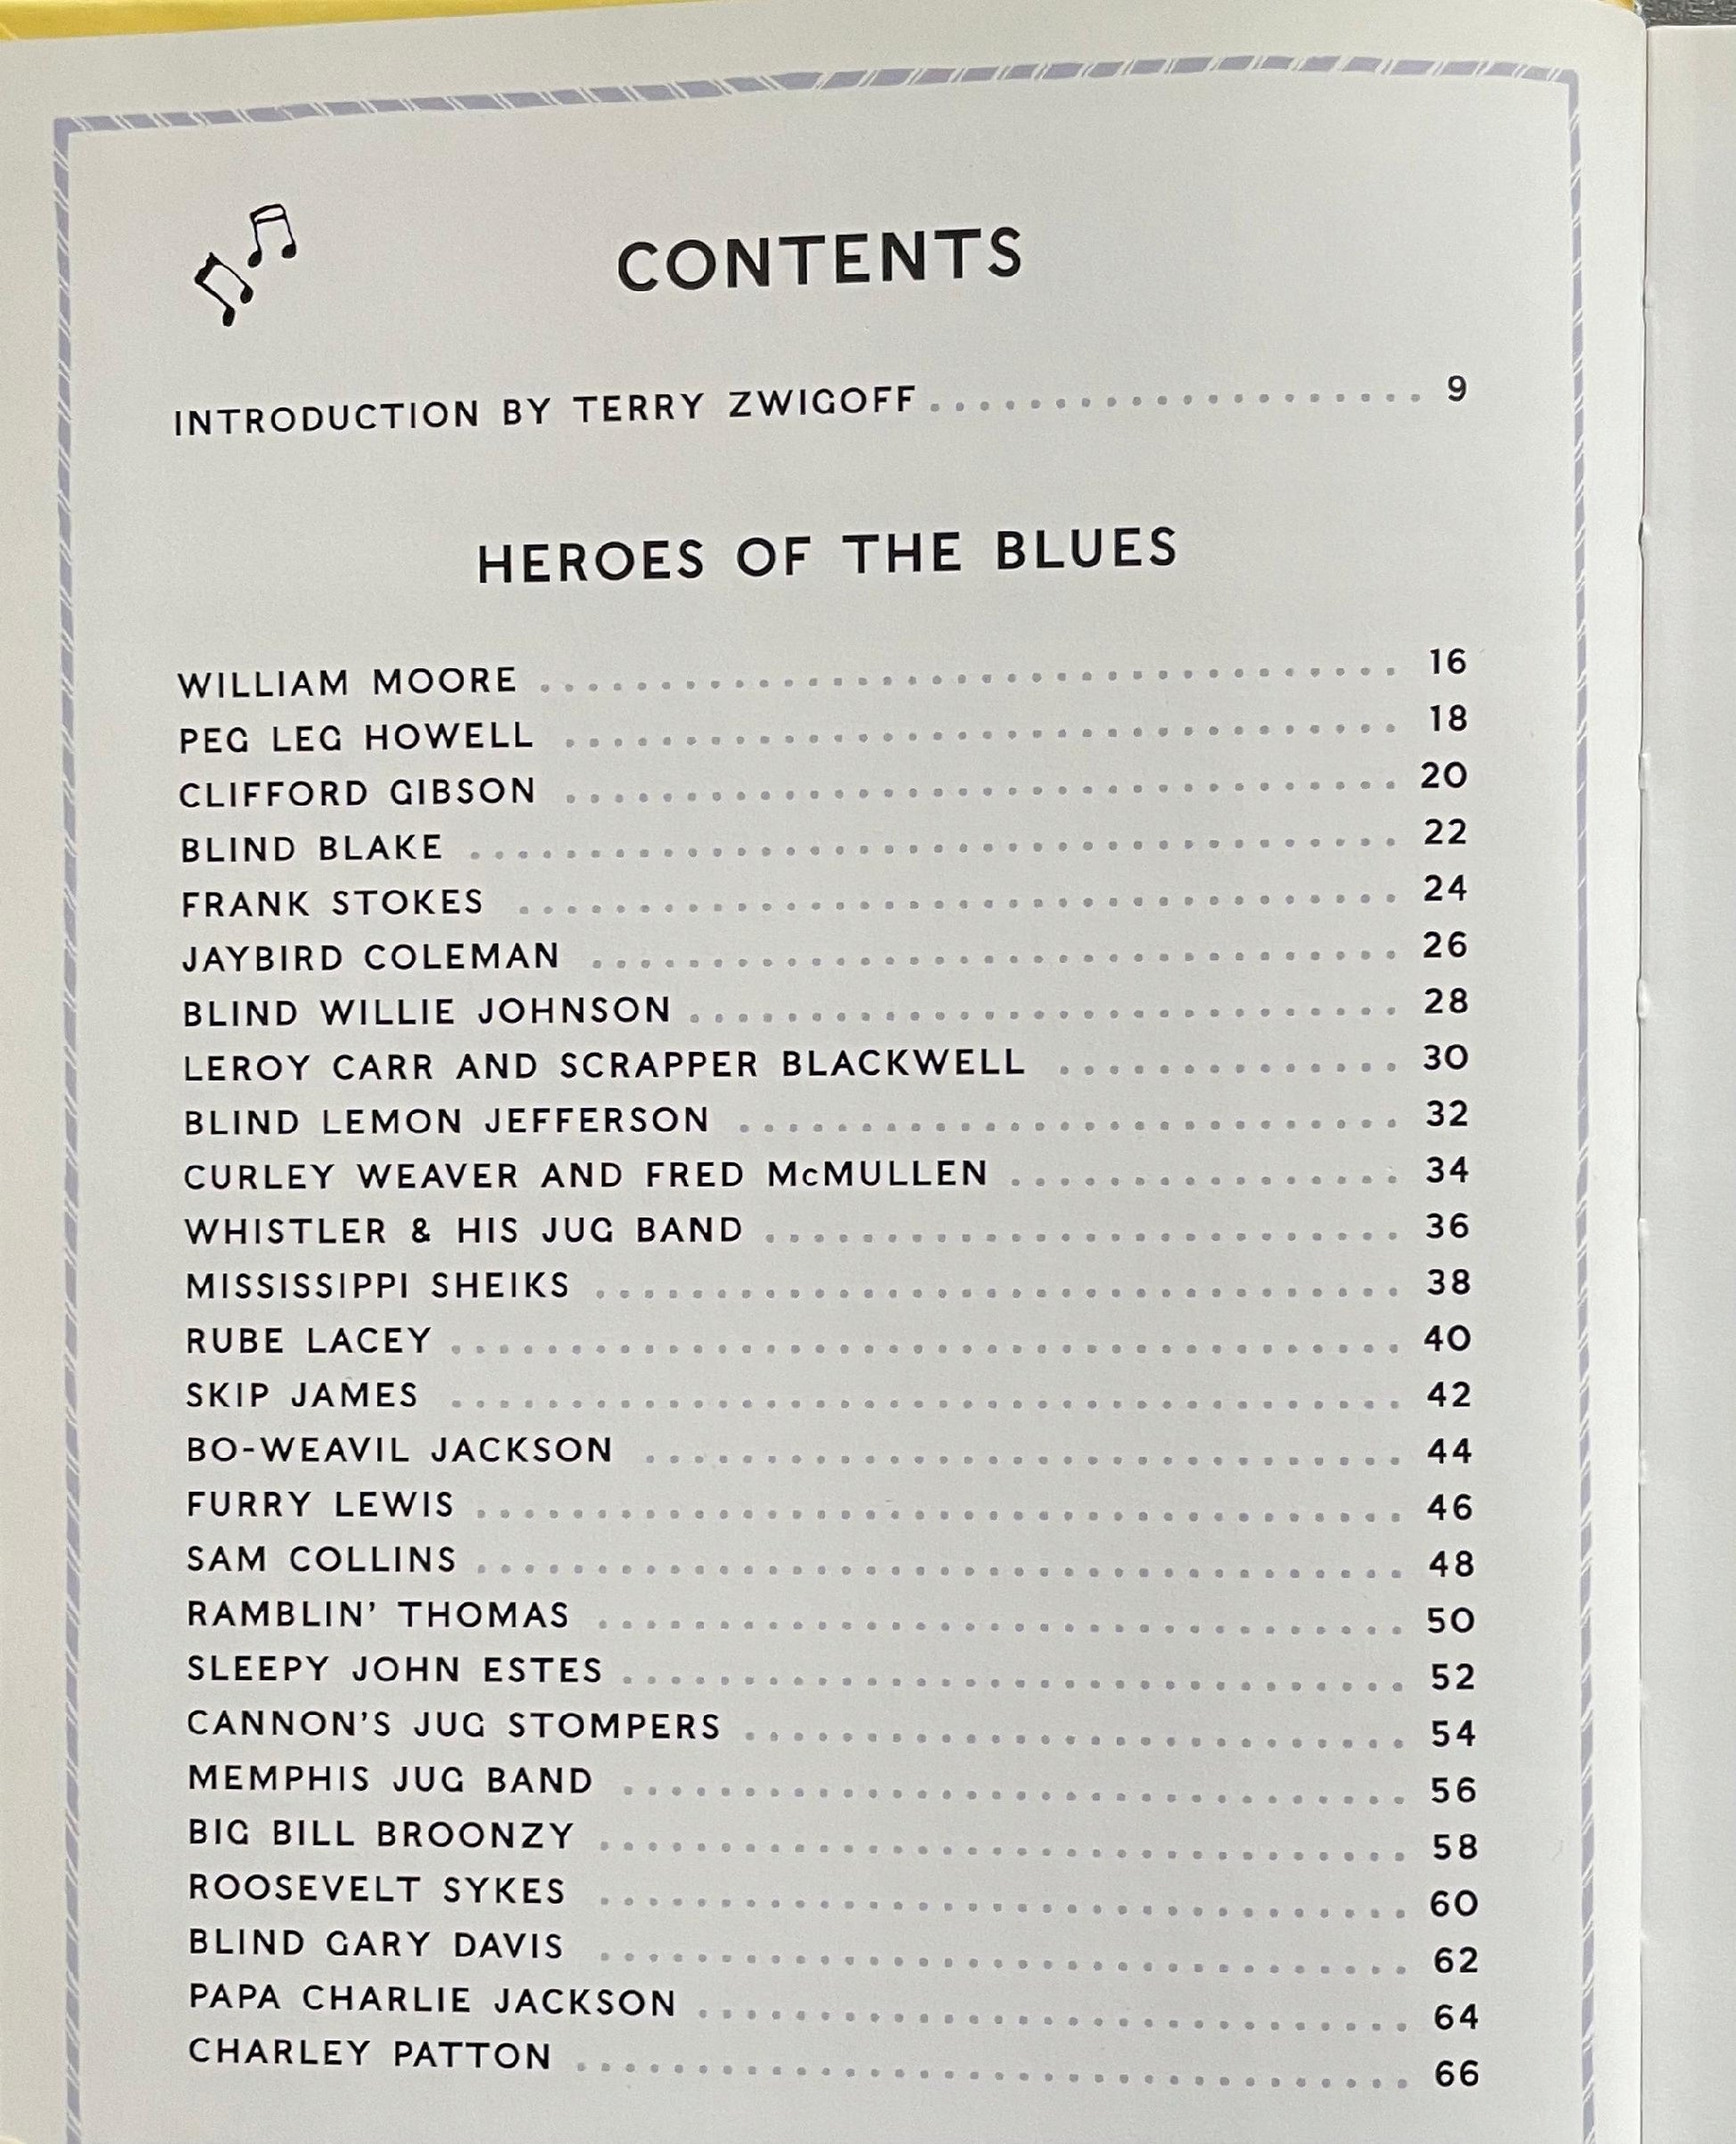 CONTENTS
INTRODUCTION BY TERRY ZWIGOFF.................... 9
HEROES OF THE BLUES
WILLIAM MOORE .................................... 16
PEG LEG HOWELL ................................... 18
CLIFFORD GIBSON ................................... 20
BLIND BLAKE ....................................... 22
FRANK STOKES ..................................... 24
JAYBIRD COLEMAN .................................. 26
BLIND WILLIE JOHNSON .............................. 28
LEROY CARR AND SCRAPPER BLACKWELL .............. 30
BLIND LEMON JEFFERSON ............................ 32
CURLEY WEAVER AND FRED McMULLEN ................ 34
WHISTLER & HIS JUG BAND ........................... 36
MISSISSIPPI SHEIKS .................................. 38
RUBE LACEY ........................................ 40
SKIP JAMES ........................................ 42
BO-WEAVIL JACKSON ................................ 44
FURRY LEWIS ....................................... 46
SAM COLLINS ....................................... 48
RAMBLIN' THOMAS .................................. 50
SLEEPY JOHN ESTES ................................. 52
CANNON'S JUG STOMPERS ............................ 54
MEMPHIS JUG BAND ................................. 56
BIG BILL BROONZY .................................. 58
ROOSEVELT SYKES .................................. 60
BLIND GARY DAVIS .................................. 62
PAPA CHARLIE JACKSON .............................. 64
CHARLEY PATTON ................................... 66